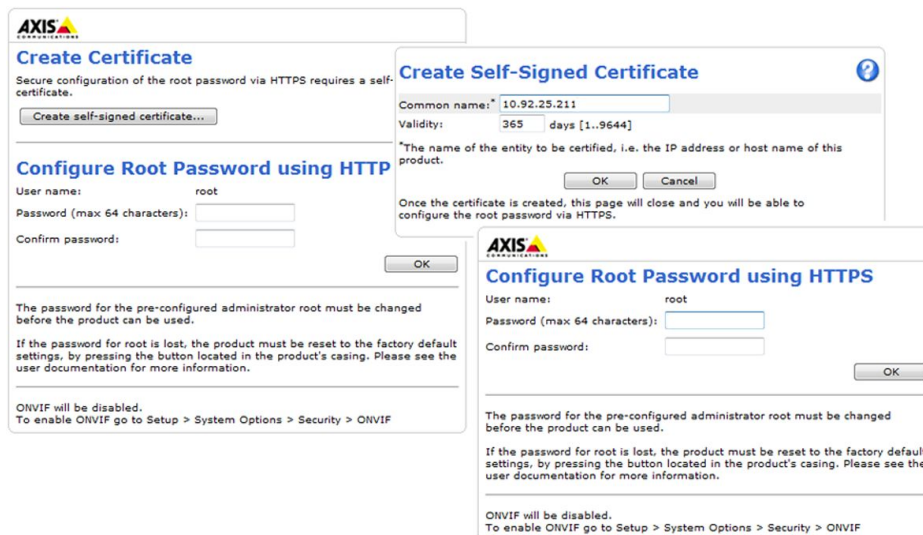 AXIS
COMMUNICATIONS
Create Certificate
Secure configuration of the root password via HTTPS requires a self-
certificate.
Create self-signed certificate...
Configure Root Password using HTTP
User name: root
Password (max 64 characters):
Confirm password:
OK
The password for the pre-configured administrator root must be changed
before the product can be used.
If the password for root is lost, the product must be reset to the factory default
settings, by pressing the button located in the product's casing. Please see the
user documentation for more information.
ONVIF will be disabled.
To enable ONVIF go to Setup > System Options > Security > ONVIF
Create Self-Signed Certificate
?
Common name:* 10.92.25.211
Validity: 365 days [1..9644]
*The name of the entity to be certified, i.e. the IP address or host name of this
product.
OK Cancel
Once the certificate is created, this page will close and you will be able to
configure the root password via HTTPS.
AXIS
COMMUNICATIONS
Configure Root Password using HTTPS
User name: root
Password (max 64 characters):
Confirm password:
OK
The password for the pre-configured administrator root must be changed
before the product can be used.
If the password for root is lost, the product must be reset to the factory defaul
settings, by pressing the button located in the product's casing. Please see the
user documentation for more information.
ONVIF will be disabled.
To enable ONVIF go to Setup > System Options > Security > ONVIF